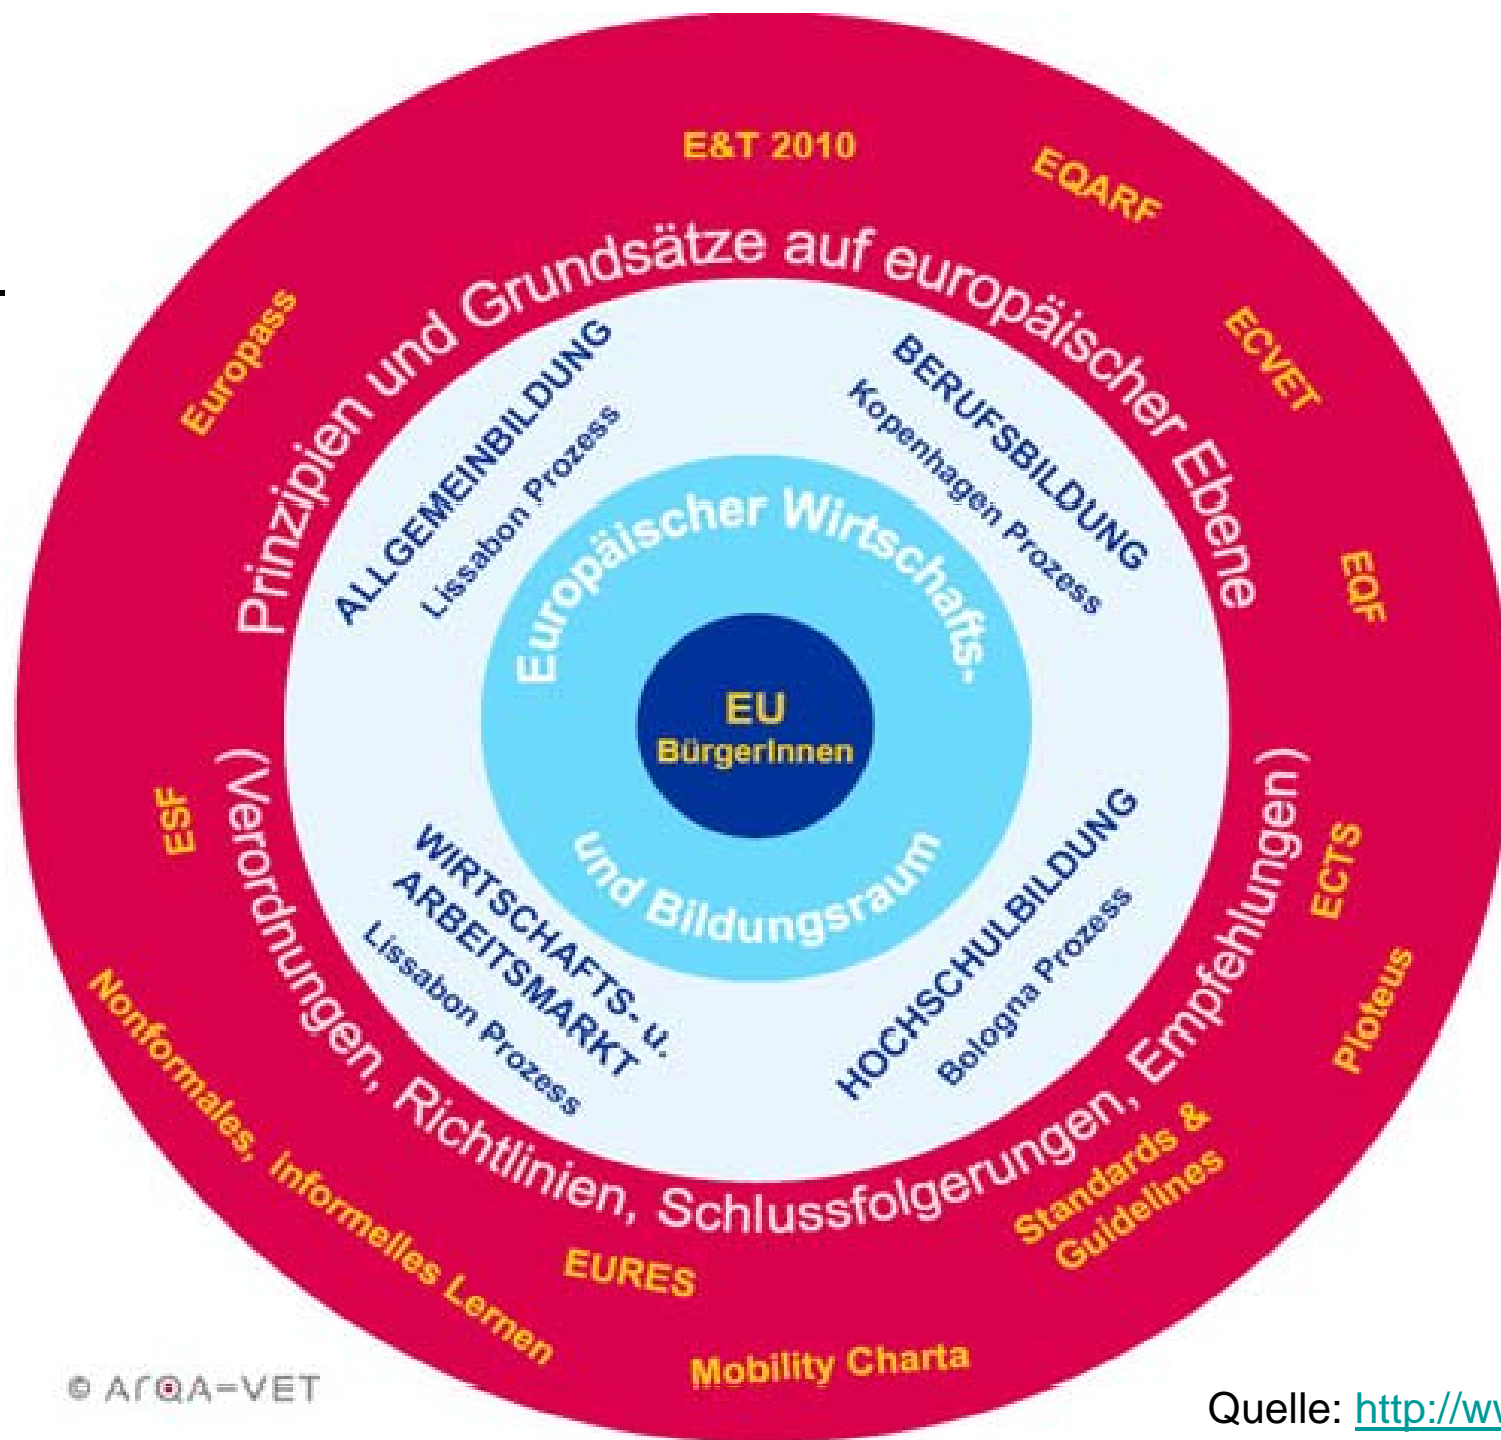 E&T 2010
EQARF
ECVET
EQF
ECTS
Ploteus
Standards &
Guidelines
Mobility Charta
EURES
Nonformales, informelles Lernen
ESF
Europass
Prinzipien und Grundsätze auf europäischer Ebene
(Verordnungen, Richtlinien, Schlussfolgerungen, Empfehlungen)
ALLGEMEINBILDUNG
Lissabon Prozess
BERUFSBILDUNG
Kopenhagen Prozess
HOCHSCHULBILDUNG
Bologna Prozess
WIRTSCHAFTS- u.
ARBEITSMARKT
Lissabon Prozess
Europäischer Wirtschafts-
und Bildungsraum
EU
BürgerInnen
© ArQA-VET
Quelle: http://w